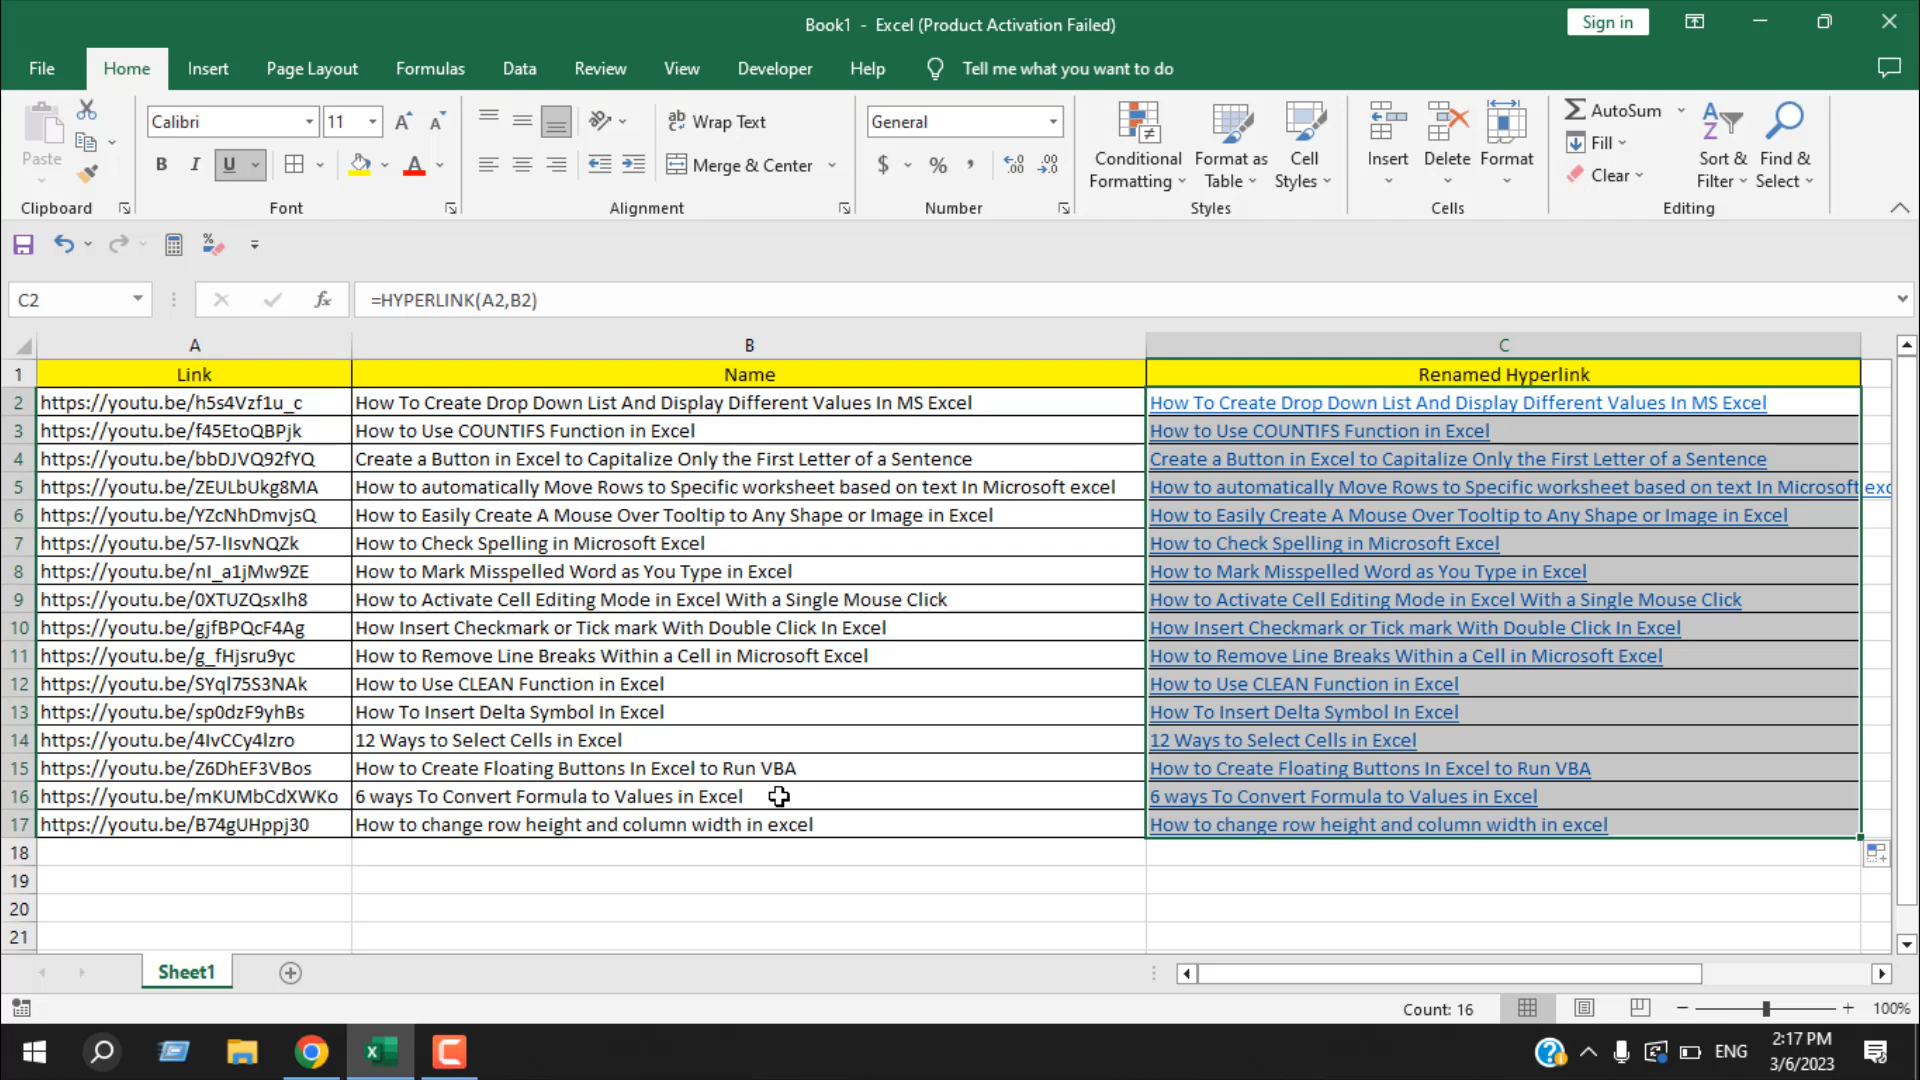 Book1 - Excel (Product Activation Failed)
Sign in
File Home Insert Page Layout Formulas Data Review View Developer Help Tell me what you want to do
Paste
Clipboard
Calibri 11
B I U
Font
Wrap Text
Merge & Center
Alignment
General
$ % ,
Number
Conditional Formatting
Format as Table
Cell Styles
Styles
Insert Delete Format
Cells
AutoSum
Fill
Clear
Sort & Filter
Find & Select
Editing
C2 fx =HYPERLINK(A2,B2)
A B C
1 Link Name Renamed Hyperlink
2 https://youtu.be/h5s4Vzf1u_c How To Create Drop Down List And Display Different Values In MS Excel How To Create Drop Down List And Display Different Values In MS Excel
3 https://youtu.be/f45EtoQBPjk How to Use COUNTIFS Function in Excel How to Use COUNTIFS Function in Excel
4 https://youtu.be/bbDJVQ92fYQ Create a Button in Excel to Capitalize Only the First Letter of a Sentence Create a Button in Excel to Capitalize Only the First Letter of a Sentence
5 https://youtu.be/ZEULbUkg8MA How to automatically Move Rows to Specific worksheet based on text In Microsoft excel How to automatically Move Rows to Specific worksheet based on text In Microsoft exc
6 https://youtu.be/YZcNhDmvjsQ How to Easily Create A Mouse Over Tooltip to Any Shape or Image in Excel How to Easily Create A Mouse Over Tooltip to Any Shape or Image in Excel
7 https://youtu.be/57-lIsvNQZk How to Check Spelling in Microsoft Excel How to Check Spelling in Microsoft Excel
8 https://youtu.be/nI_a1jMw9ZE How to Mark Misspelled Word as You Type in Excel How to Mark Misspelled Word as You Type in Excel
9 https://youtu.be/0XTUZQsxlh8 How to Activate Cell Editing Mode in Excel With a Single Mouse Click How to Activate Cell Editing Mode in Excel With a Single Mouse Click
10 https://youtu.be/gjfBPQcF4Ag How Insert Checkmark or Tick mark With Double Click In Excel How Insert Checkmark or Tick mark With Double Click In Excel
11 https://youtu.be/g_fHjsru9yc How to Remove Line Breaks Within a Cell in Microsoft Excel How to Remove Line Breaks Within a Cell in Microsoft Excel
12 https://youtu.be/SYql75S3NAk How to Use CLEAN Function in Excel How to Use CLEAN Function in Excel
13 https://youtu.be/sp0dzF9yhBs How To Insert Delta Symbol In Excel How To Insert Delta Symbol In Excel
14 https://youtu.be/4IvCCy4lzro 12 Ways to Select Cells in Excel 12 Ways to Select Cells in Excel
15 https://youtu.be/Z6DhEF3VBos How to Create Floating Buttons In Excel to Run VBA How to Create Floating Buttons In Excel to Run VBA
16 https://youtu.be/mKUMbCdXWKo 6 ways To Convert Formula to Values in Excel 6 ways To Convert Formula to Values in Excel
17 https://youtu.be/B74gUHppj30 How to change row height and column width in excel How to change row height and column width in excel
18
19
20
21
Sheet1
Count: 16 100%
ENG 2:17 PM
3/6/2023